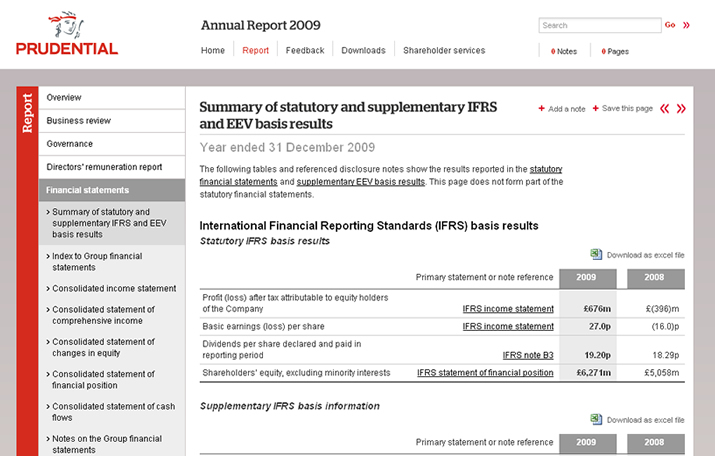 PRUDENTIAL
Annual Report 2009
Home Report Feedback Downloads Shareholder services
Search Go »
0 Notes 0 Pages
Report
Overview
Business review
Governance
Directors' remuneration report
Financial statements
› Summary of statutory and
supplementary IFRS and EEV
basis results
› Index to Group financial
statements
› Consolidated income statement
› Consolidated statement of
comprehensive income
› Consolidated statement of
changes in equity
› Consolidated statement of
financial position
› Consolidated statement of cash
flows
› Notes on the Group financial
statements
Summary of statutory and supplementary IFRS
and EEV basis results
+ Add a note + Save this page « »
Year ended 31 December 2009
The following tables and referenced disclosure notes show the results reported in the statutory
financial statements and supplementary EEV basis results. This page does not form part of the
statutory financial statements.
International Financial Reporting Standards (IFRS) basis results
Statutory IFRS basis results
Download as excel file
Primary statement or note reference 2009 2008
Profit (loss) after tax attributable to equity holders
of the Company IFRS income statement £676m £(396)m
Basic earnings (loss) per share IFRS income statement 27.0p (16.0)p
Dividends per share declared and paid in
reporting period IFRS note B3 19.20p 18.29p
Shareholders' equity, excluding minority interests IFRS statement of financial position £6,271m £5,058m
Supplementary IFRS basis information
Download as excel file
Primary statement or note reference 2009 2008